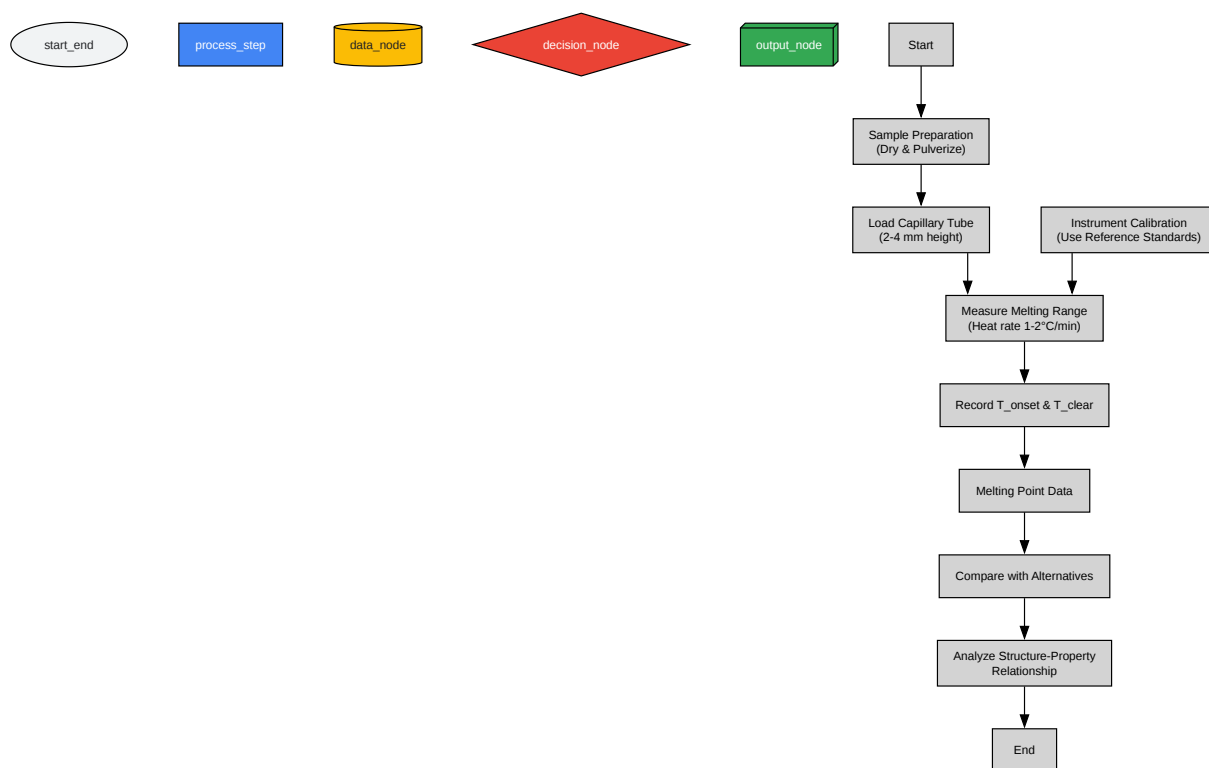 start_end
process_step
data_node
decision_node
output_node
Start
Sample Preparation
(Dry & Pulverize)
Load Capillary Tube
(2-4 mm height)
Instrument Calibration
(Use Reference Standards)
Measure Melting Range
(Heat rate 1-2°C/min)
Record T_onset & T_clear
Melting Point Data
Compare with Alternatives
Analyze Structure-Property
Relationship
End